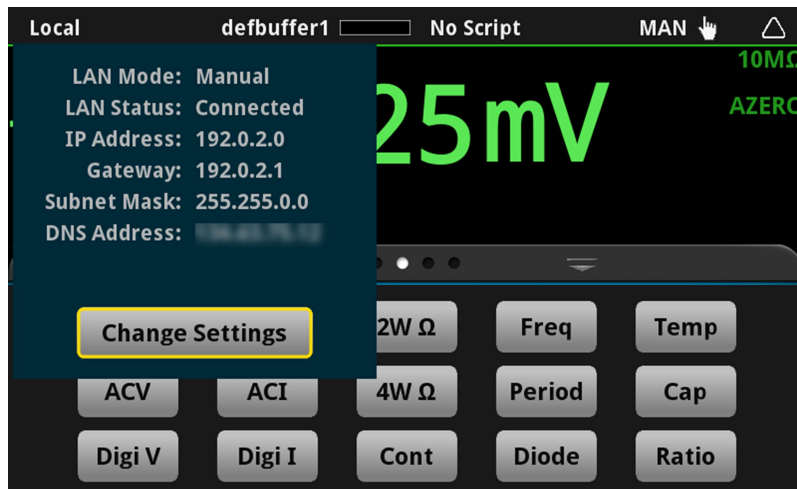 Local defbuffer1 No Script MAN
10MΩ
AZERO
25mV
LAN Mode: Manual
LAN Status: Connected
IP Address: 192.0.2.0
Gateway: 192.0.2.1
Subnet Mask: 255.255.0.0
DNS Address:
Change Settings
2W Ω Freq Temp
ACV ACI 4W Ω Period Cap
Digi V Digi I Cont Diode Ratio